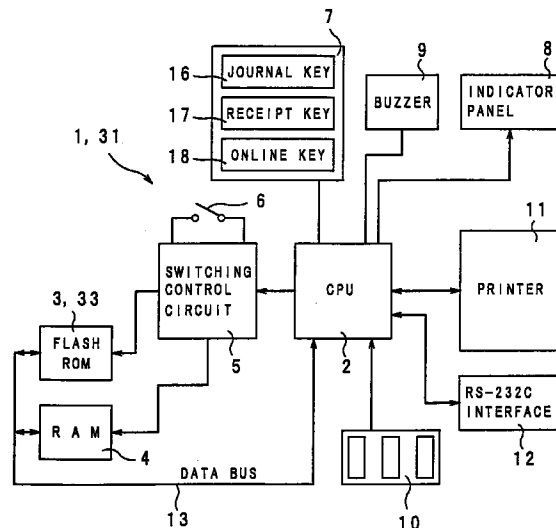 7
9
8
16
JOURNAL KEY
17
RECEIPT KEY
18
ONLINE KEY
BUZZER
INDICATOR
PANEL
1, 31
6
11
SWITCHING
CONTROL
CIRCUIT
CPU
PRINTER
3, 33
FLASH
ROM
5
2
RS-232C
INTERFACE
12
RAM
4
DATA BUS
13
10